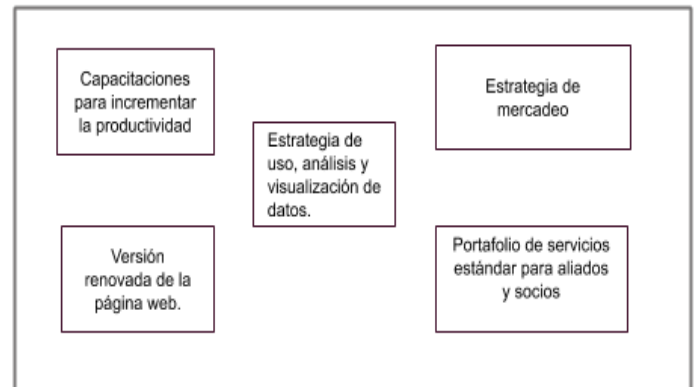 Capacitaciones
para incrementar
la productividad
Estrategia de
mercadeo
Estrategia de
uso, análisis y
visualización de
datos.
Versión
renovada de la
página web.
Portafolio de servicios
estándar para aliados
y socios